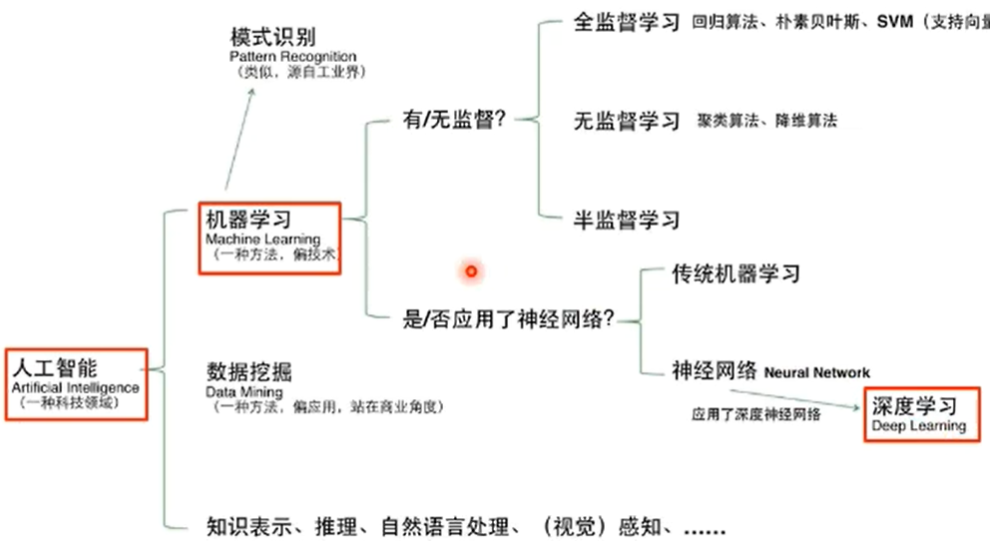 模式识别
Pattern Recognition
（类似，源自工业界）
全监督学习 回归算法、朴素贝叶斯、SVM（支持向量
有/无监督?
无监督学习 聚类算法、降维算法
半监督学习
机器学习
Machine Learning
（一种方法，偏技术
是/否应用了神经网络?
传统机器学习
神经网络 Neural Network
应用了深度神经网络
深度学习
Deep Learning
人工智能
Artificial Intelligence
（一种科技领域）
数据挖掘
Data Mining
（一种方法，偏应用，站在商业角度）
知识表示、推理、自然语言处理、（视觉）感知、……